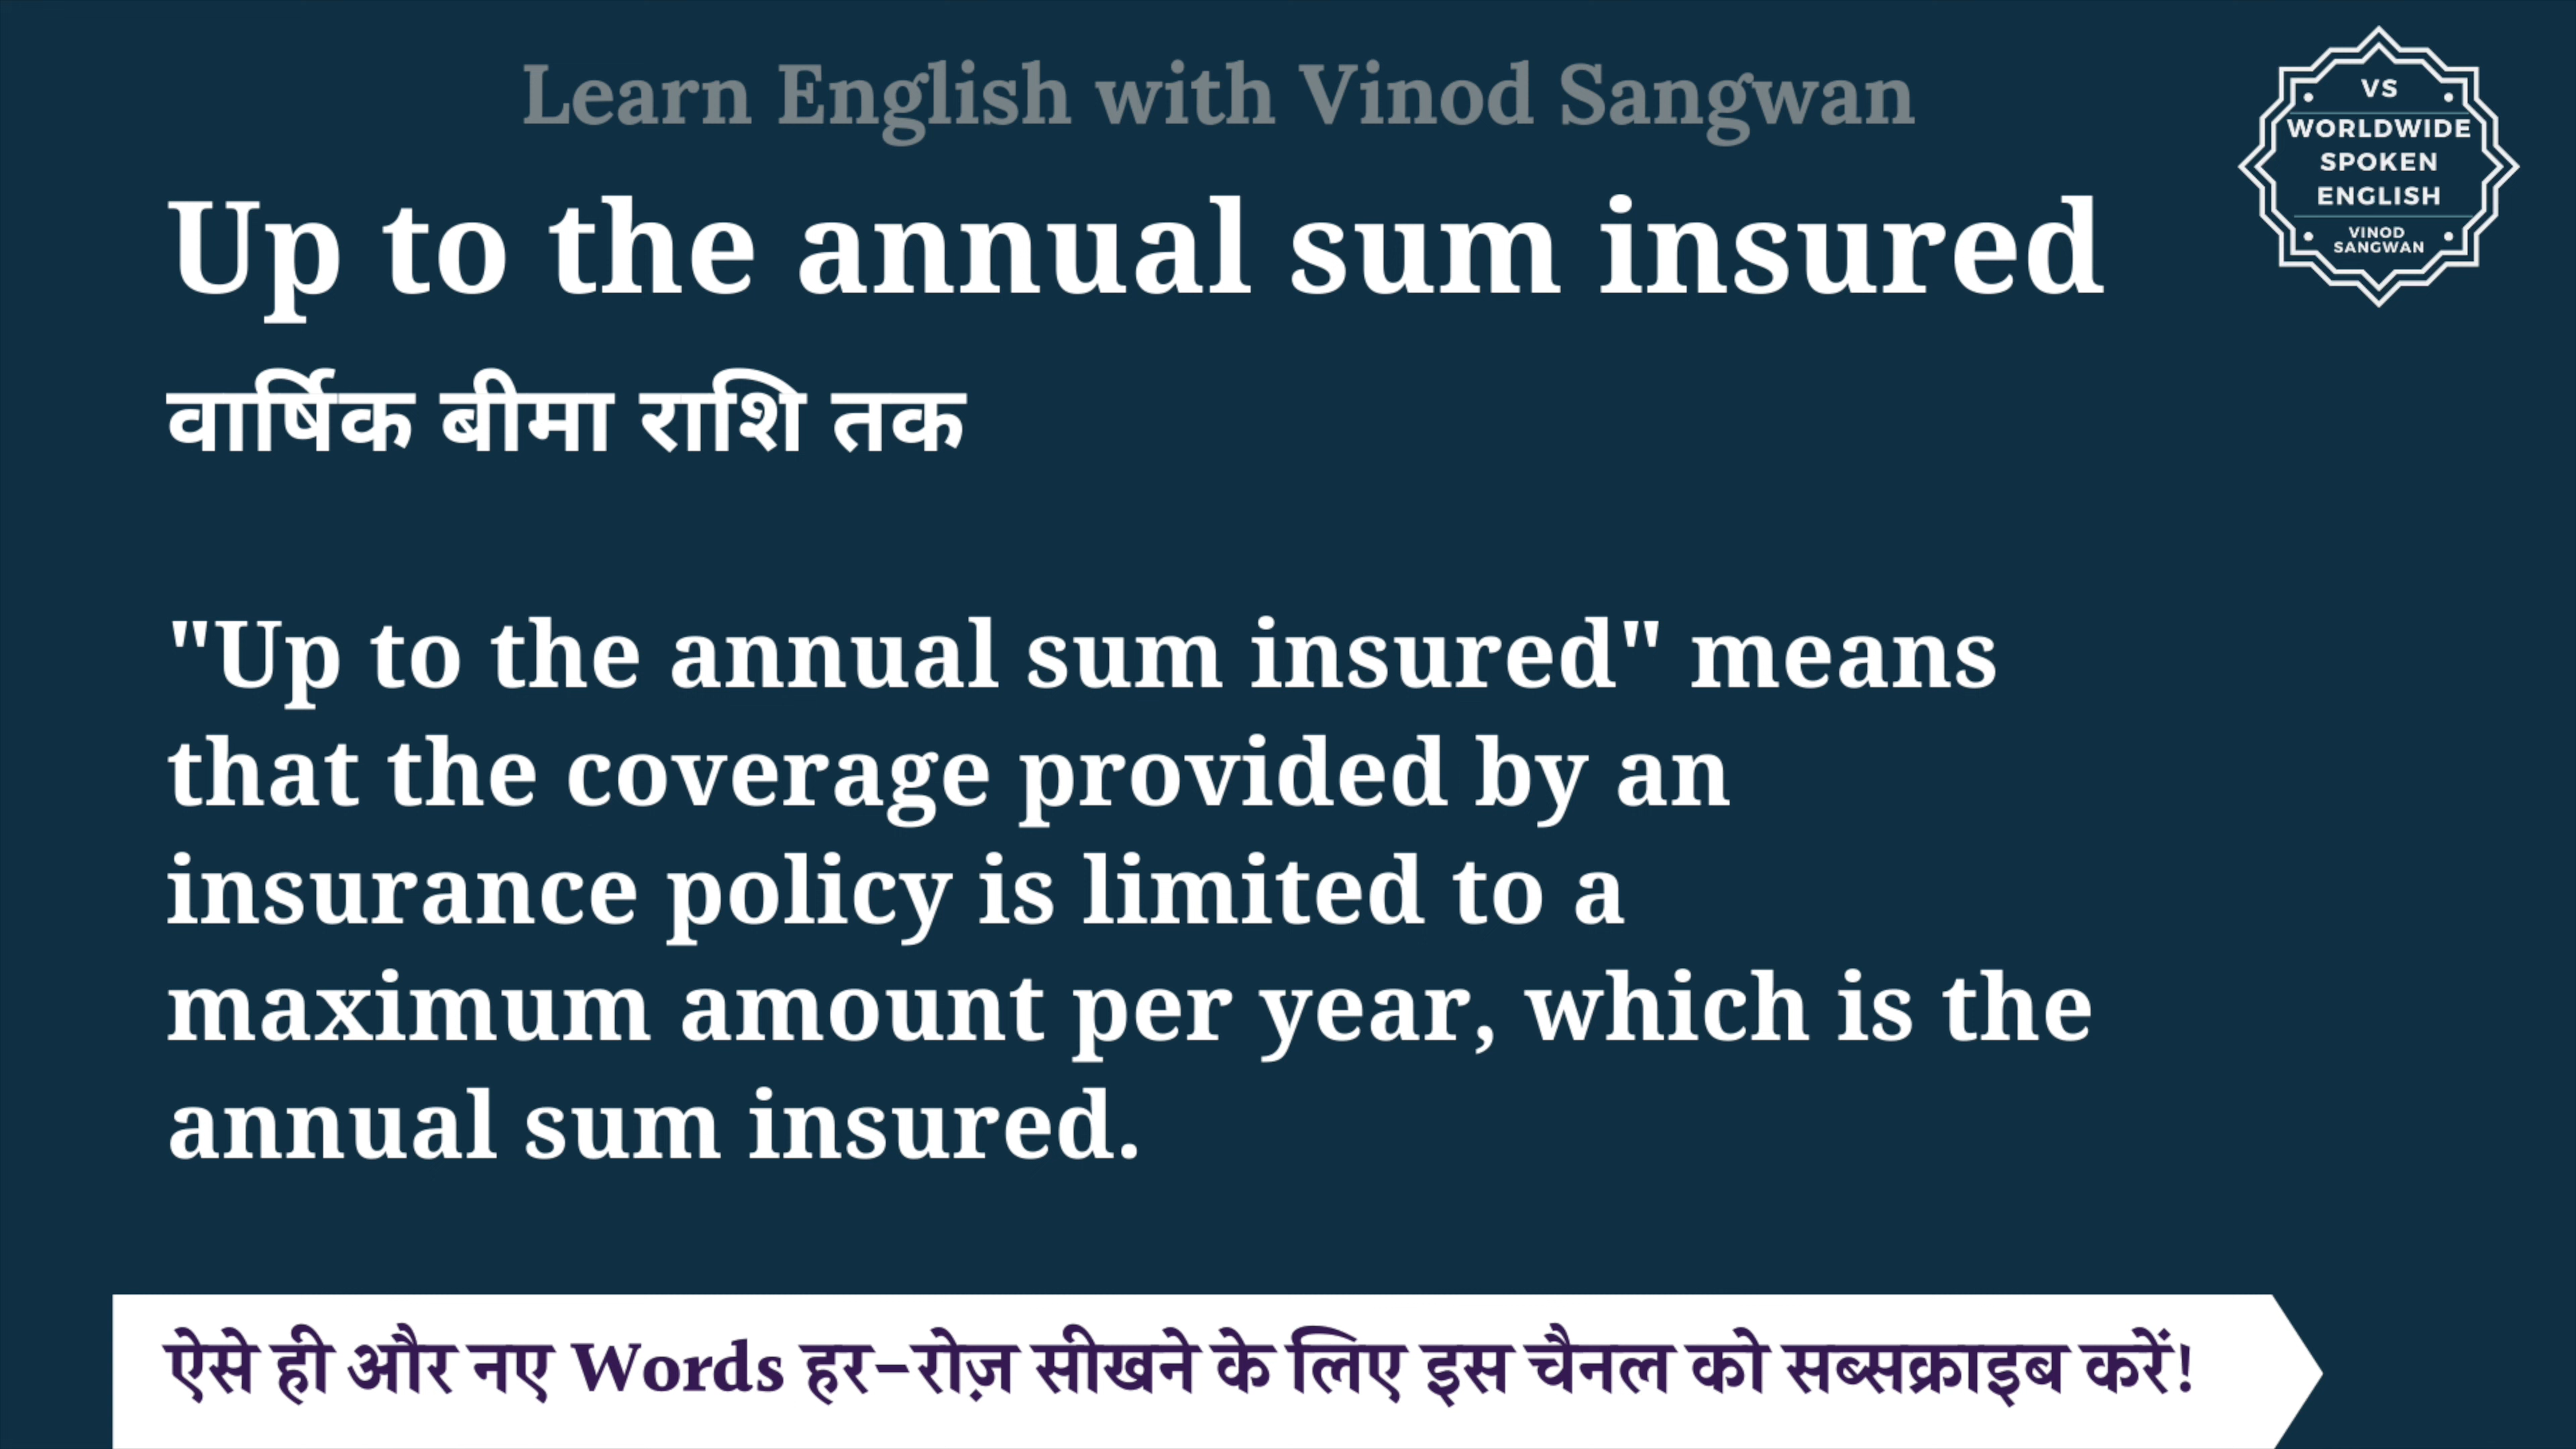 Learn English with Vinod Sangwan
VS
WORLDWIDE
SPOKEN
ENGLISH
VINOD
SANGWAN
Up to the annual sum insured
वार्षिक बीमा राशि तक
"Up to the annual sum insured" means
that the coverage provided by an
insurance policy is limited to a
maximum amount per year, which is the
annual sum insured.
ऐसे ही और नए Words हर-रोज़ सीखने के लिए इस चैनल को सब्सक्राइब करें!